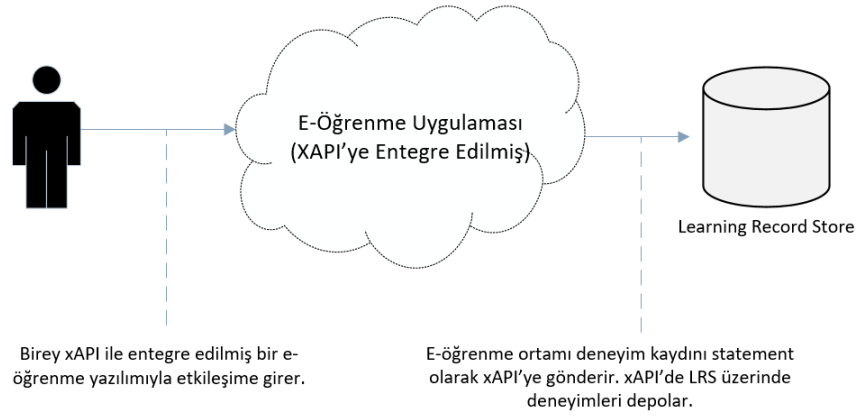 E-Öğrenme Uygulaması
(XAPI'ye Entegre Edilmiş)
Learning Record Store
Birey xAPI ile entegre edilmiş bir e-
öğrenme yazılımıyla etkileşime girer.
E-öğrenme ortamı deneyim kaydını statement
olarak xAPI'ye gönderir. xAPI'de LRS üzerinde
deneyimleri depolar.